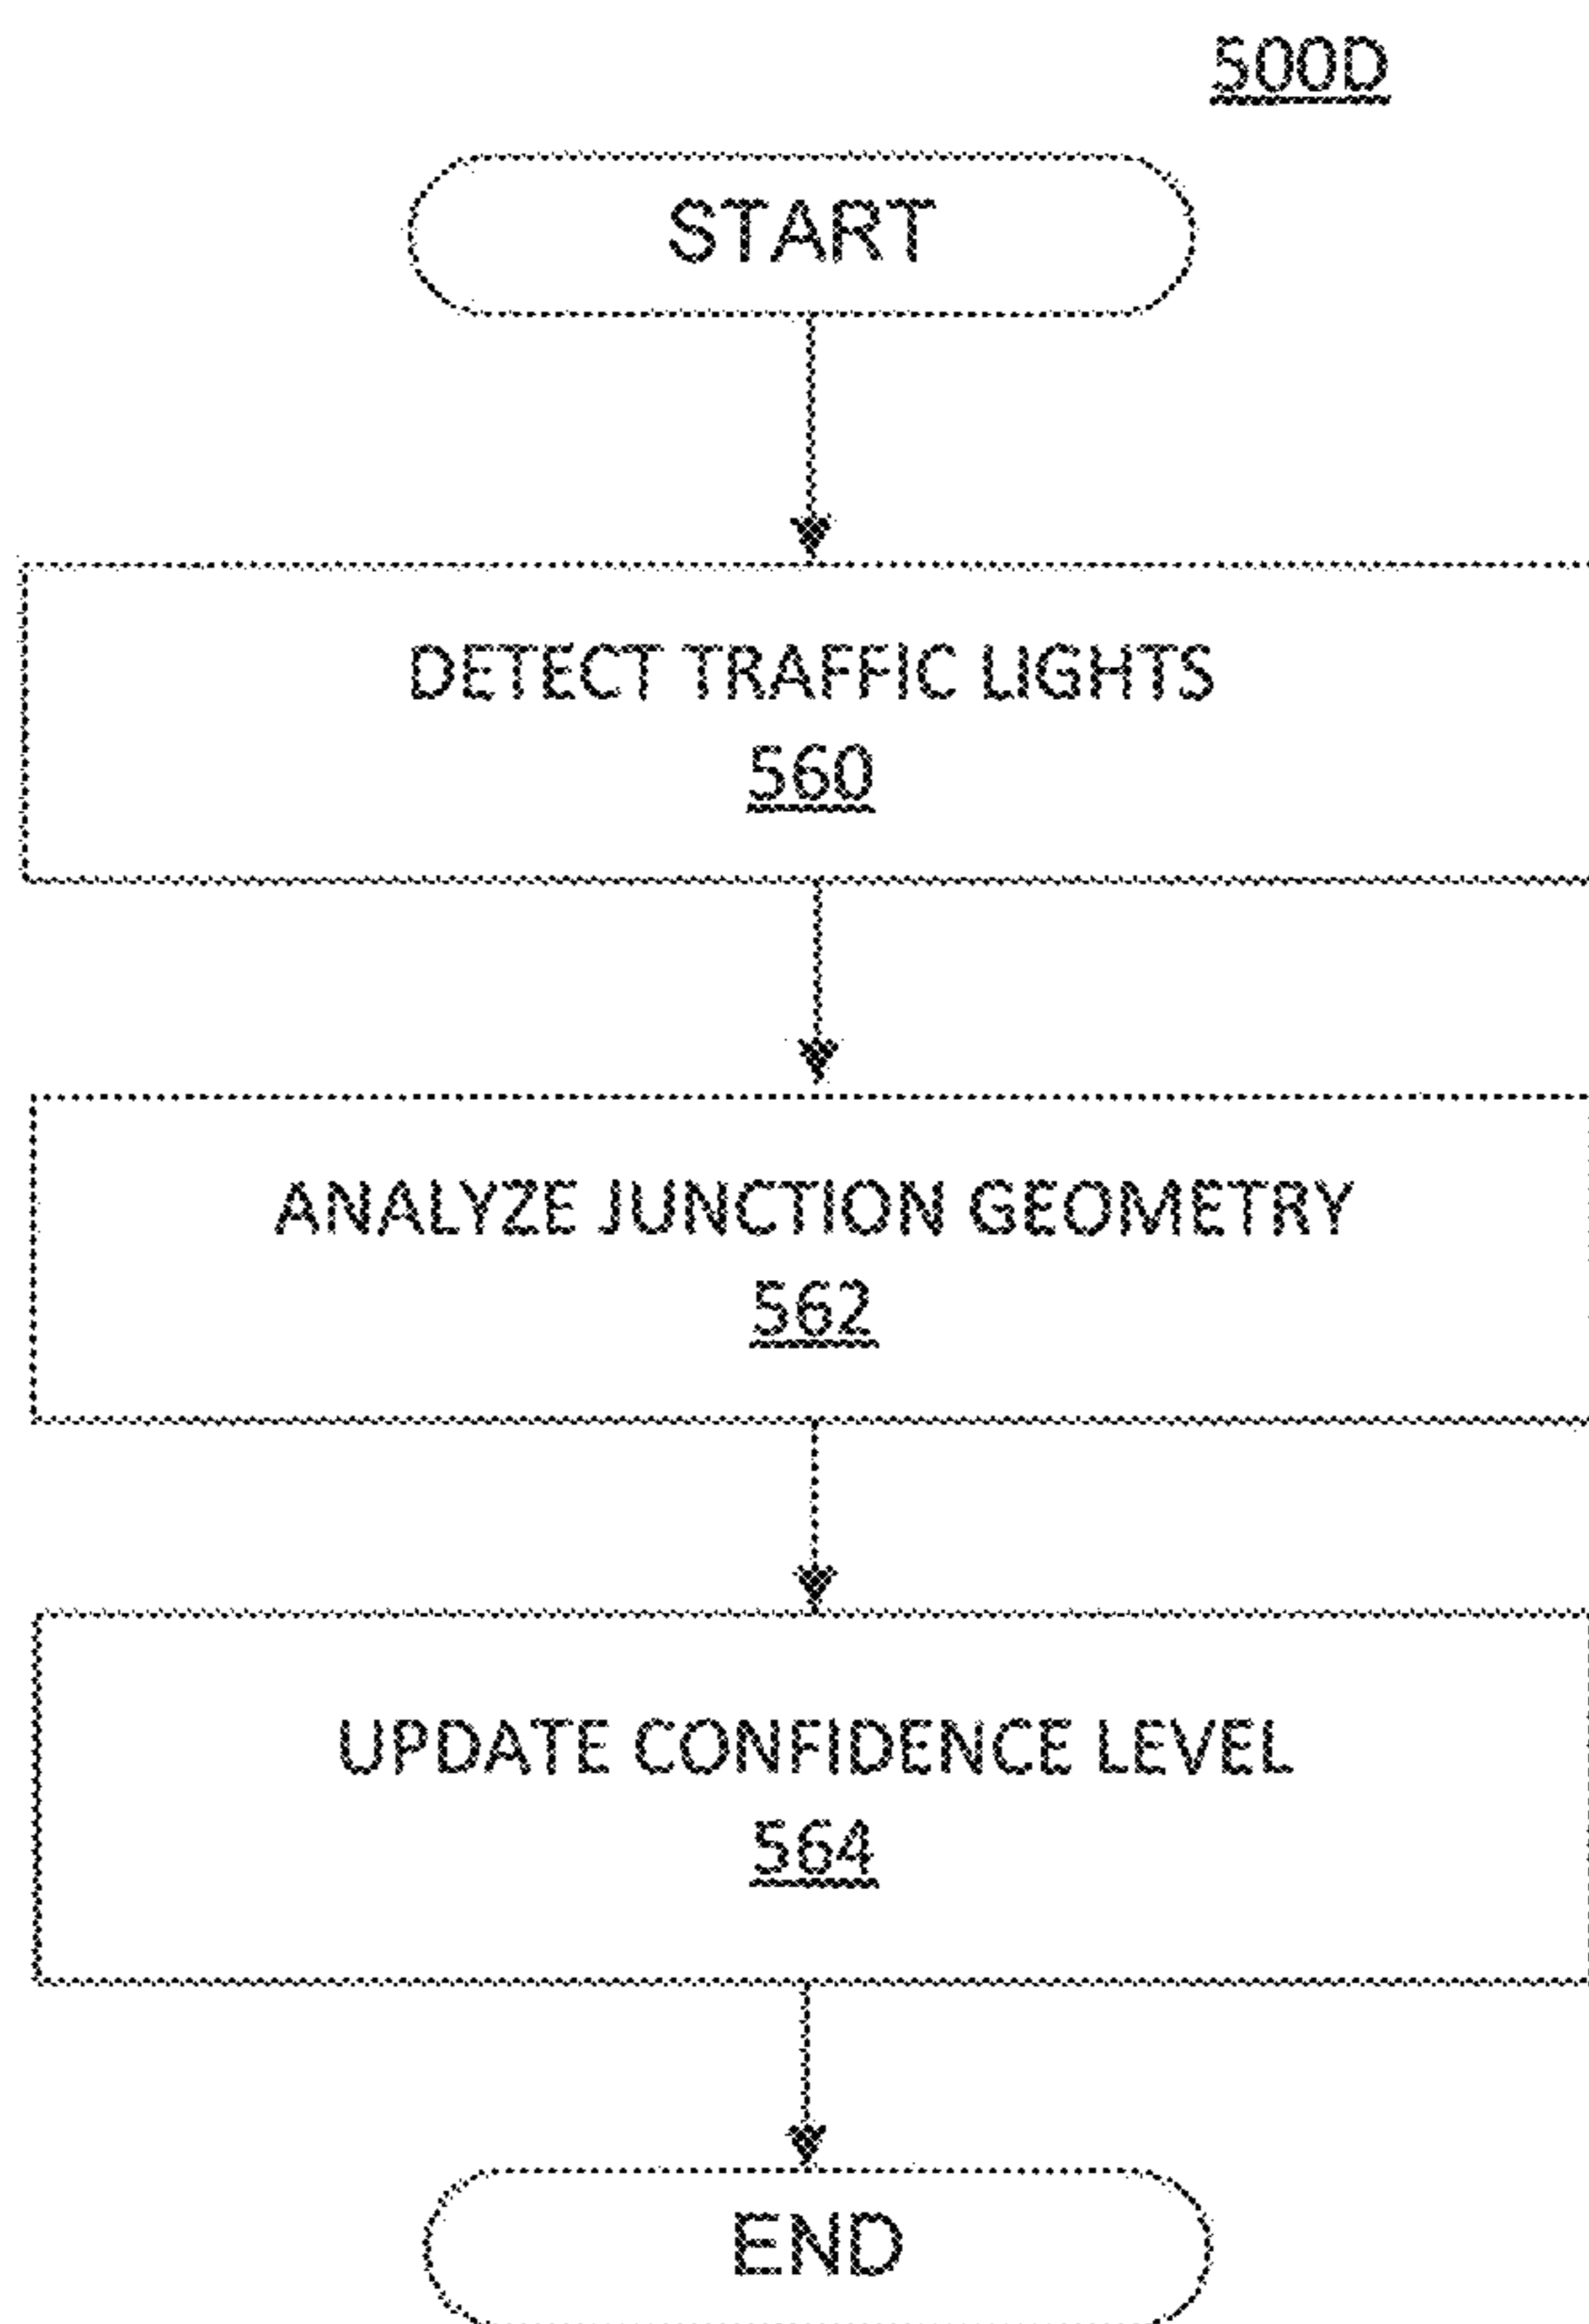 500D
START
DETECT TRAFFIC LIGHTS
560
ANALYZE JUNCTION GEOMETRY
562
UPDATE CONFIDENCE LEVEL
564
END